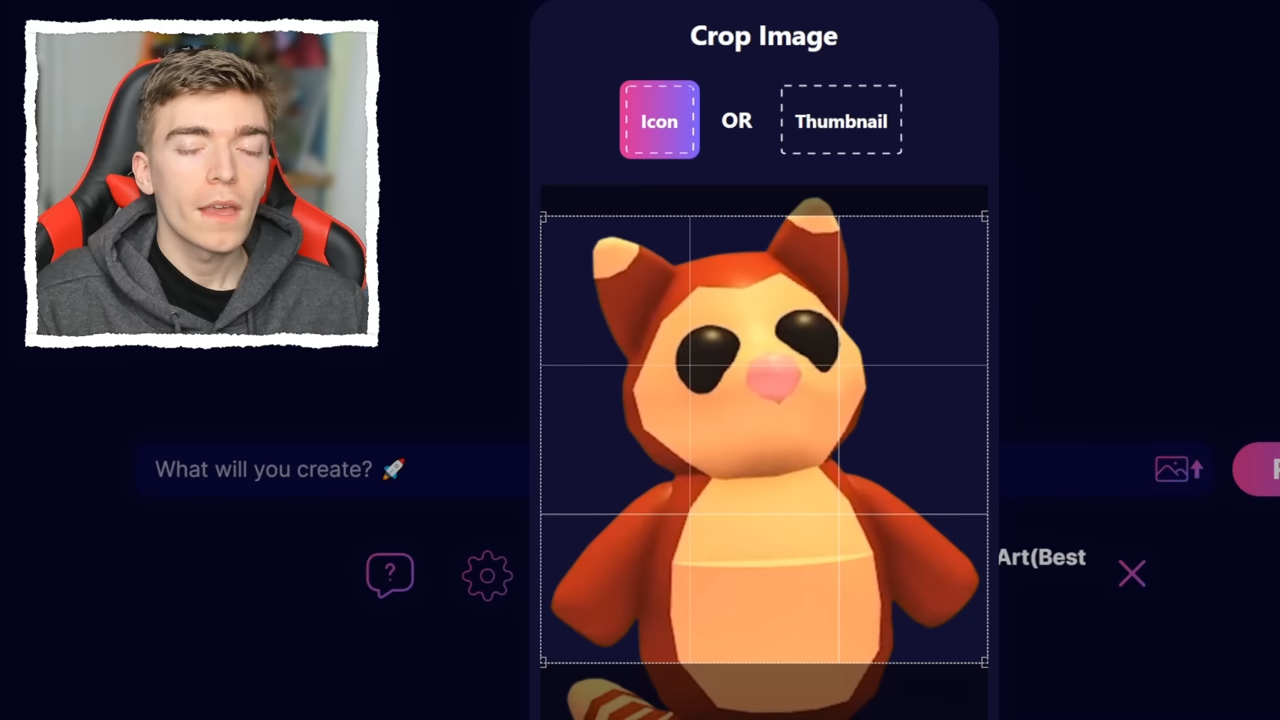 Crop Image
Icon
OR
Thumbnail
What will you create? 🚀
?
Art(Best